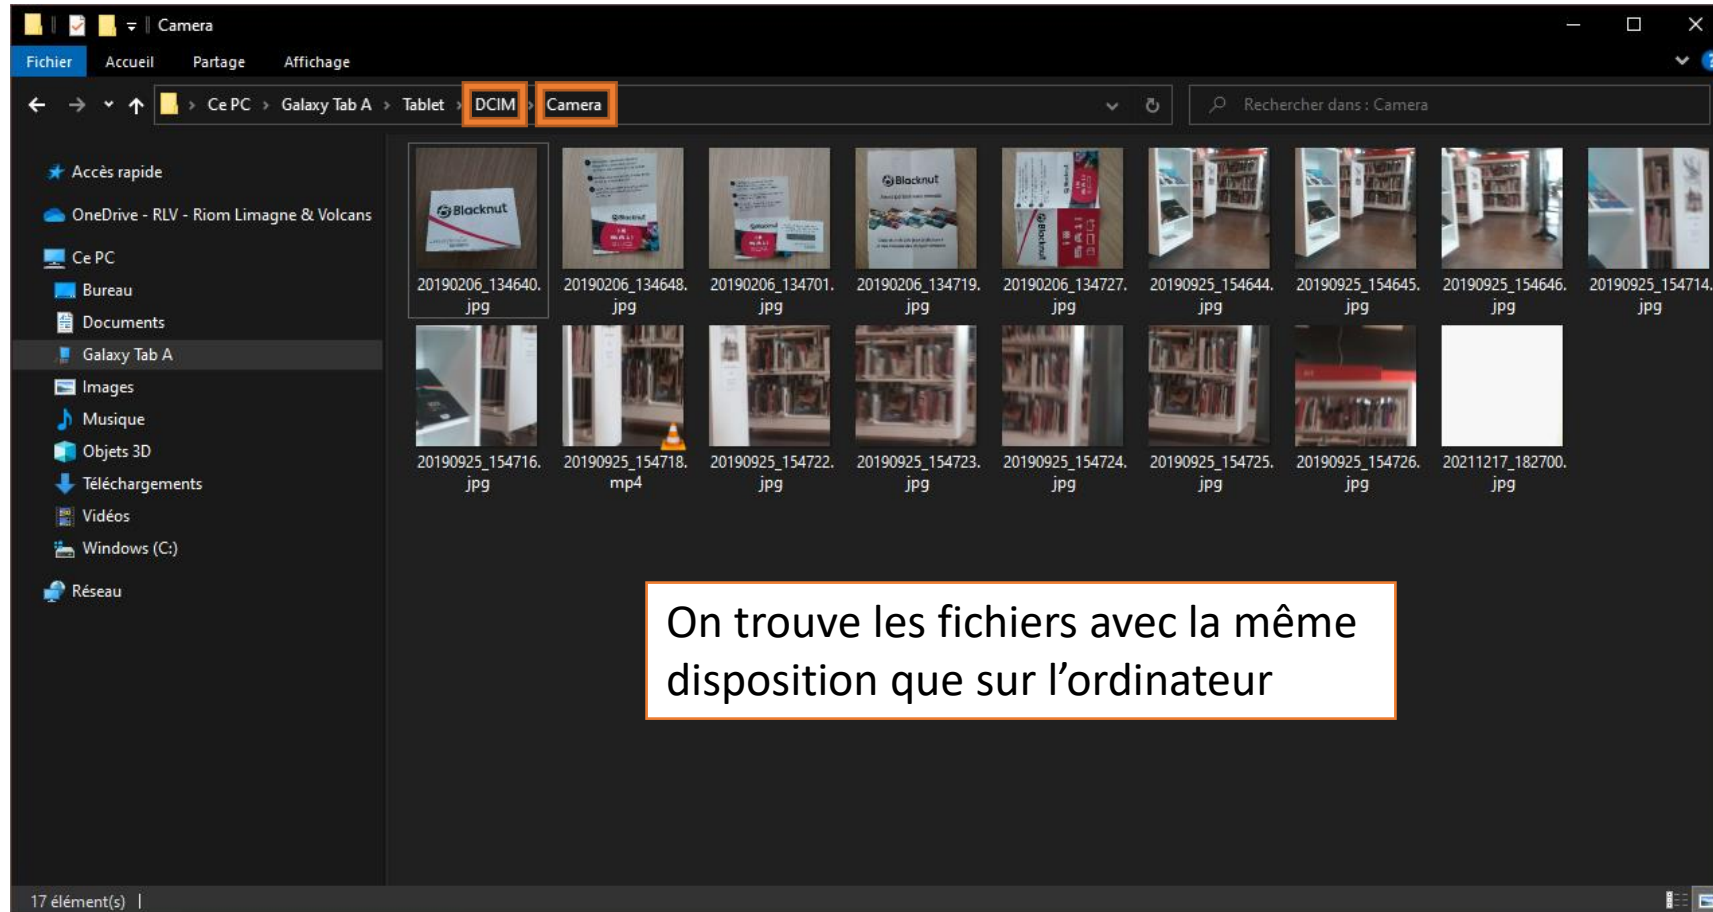 Camera
Fichier Accueil Partage Affichage
Ce PC > Galaxy Tab A > Tablet > DCIM > Camera
Rechercher dans : Camera
Accès rapide
OneDrive - RLV - Riom Limagne & Volcans
Ce PC
Bureau
Documents
Galaxy Tab A
Images
Musique
Objets 3D
Téléchargements
Vidéos
Windows (C:)
Réseau
Blacknut
Blacknut
Blacknut
20190206_134640. 20190206_134648. 20190206_134701. 20190206_134719. 20190206_134727. 20190925_154644. 20190925_154645. 20190925_154646. 20190925_154714.
jpg jpg jpg jpg jpg jpg jpg jpg jpg
20190925_154716. 20190925_154718. 20190925_154722. 20190925_154723. 20190925_154724. 20190925_154725. 20190925_154726. 20211217_182700.
jpg mp4 jpg jpg jpg jpg jpg jpg
On trouve les fichiers avec la même
disposition que sur l’ordinateur
17 élément(s)